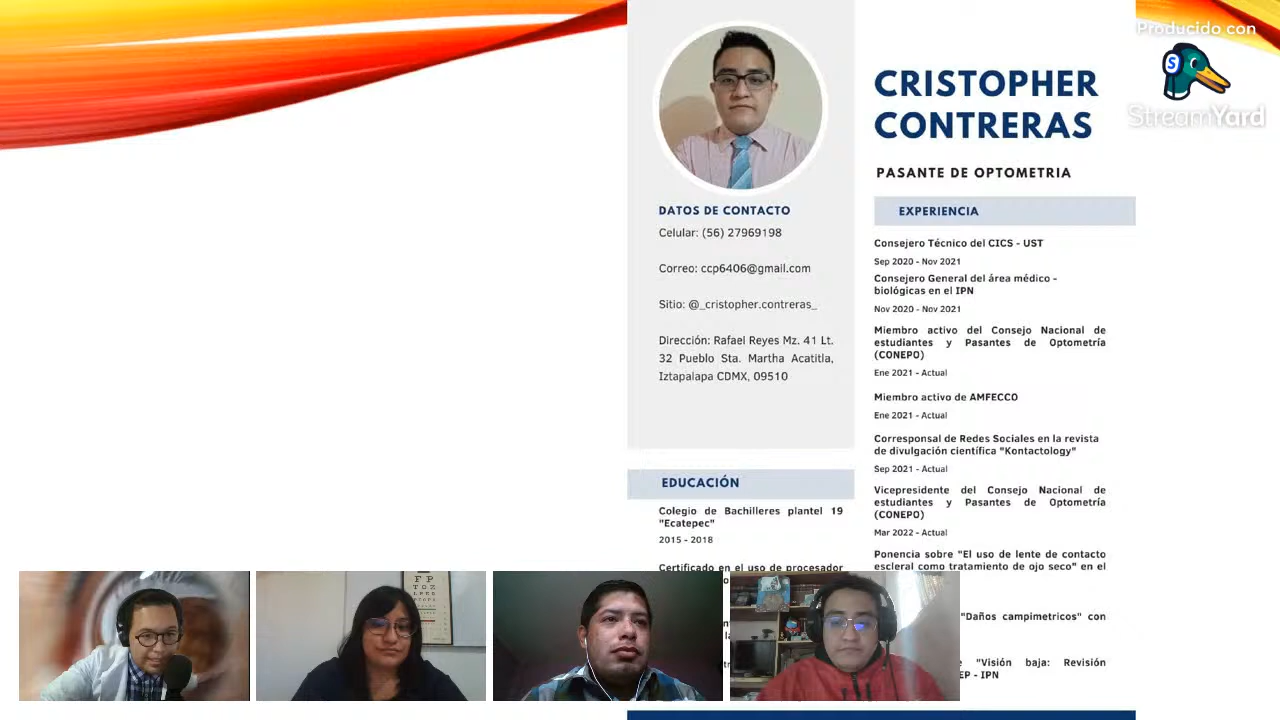 Producido con
StreamYard
CRISTOPHER
CONTRERAS
PASANTE DE OPTOMETRIA
DATOS DE CONTACTO
Celular: (56) 27969198
Correo: ccp6406@gmail.com
Sitio: @_cristopher.contreras_
Dirección: Rafael Reyes Mz. 41 Lt.
32 Pueblo Sta. Martha Acatitla,
Iztapalapa CDMX, 09510
EDUCACIÓN
Colegio de Bachilleres plantel 19
"Ecatepec"
2015 - 2018
Certificado en el uso de procesador
EXPERIENCIA
Consejero Técnico del CICS - UST
Sep 2020 - Nov 2021
Consejero General del área médico -
biológicas en el IPN
Nov 2020 - Nov 2021
Miembro activo del Consejo Nacional de
estudiantes y Pasantes de Optometría
(CONEPO)
Ene 2021 - Actual
Miembro activo de AMFECCO
Ene 2021 - Actual
Corresponsal de Redes Sociales en la revista
de divulgación científica "Kontactology"
Sep 2021 - Actual
Vicepresidente del Consejo Nacional de
estudiantes y Pasantes de Optometría
(CONEPO)
Mar 2022 - Actual
Ponencia sobre "El uso de lente de contacto
escleral como tratamiento de ojo seco" en el
"Daños campimetricos" con
"Visión baja: Revisión
EP - IPN